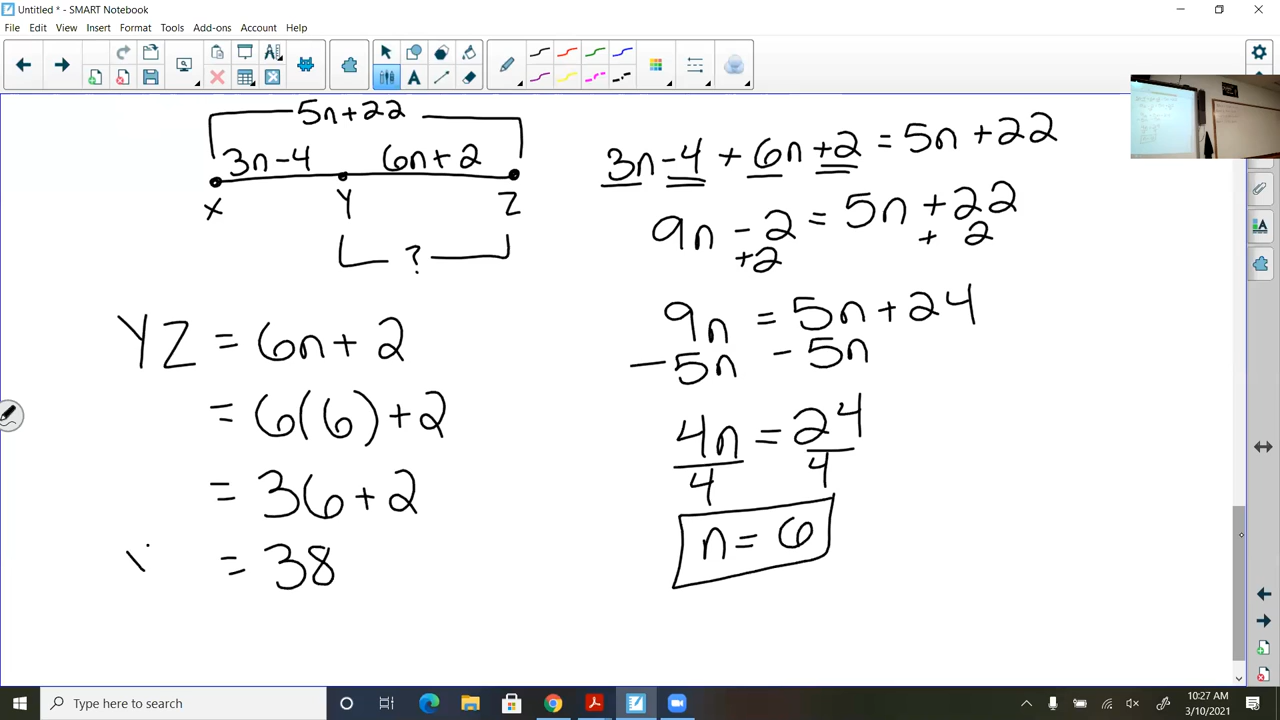 Untitled * - SMART Notebook
File Edit View Insert Format Tools Add-ons Account Help
5n+22
3n-4 6n+2
X Y Z
?
YZ = 6n+2
= 6(6)+2
= 36+2
= 38
3n-4 + 6n+2 = 5n+22
9n-2 = 5n+22
+2 + 2
9n = 5n+24
-5n -5n
4n = 24
4 4
n = 6
Type here to search
10:27 AM
3/10/2021